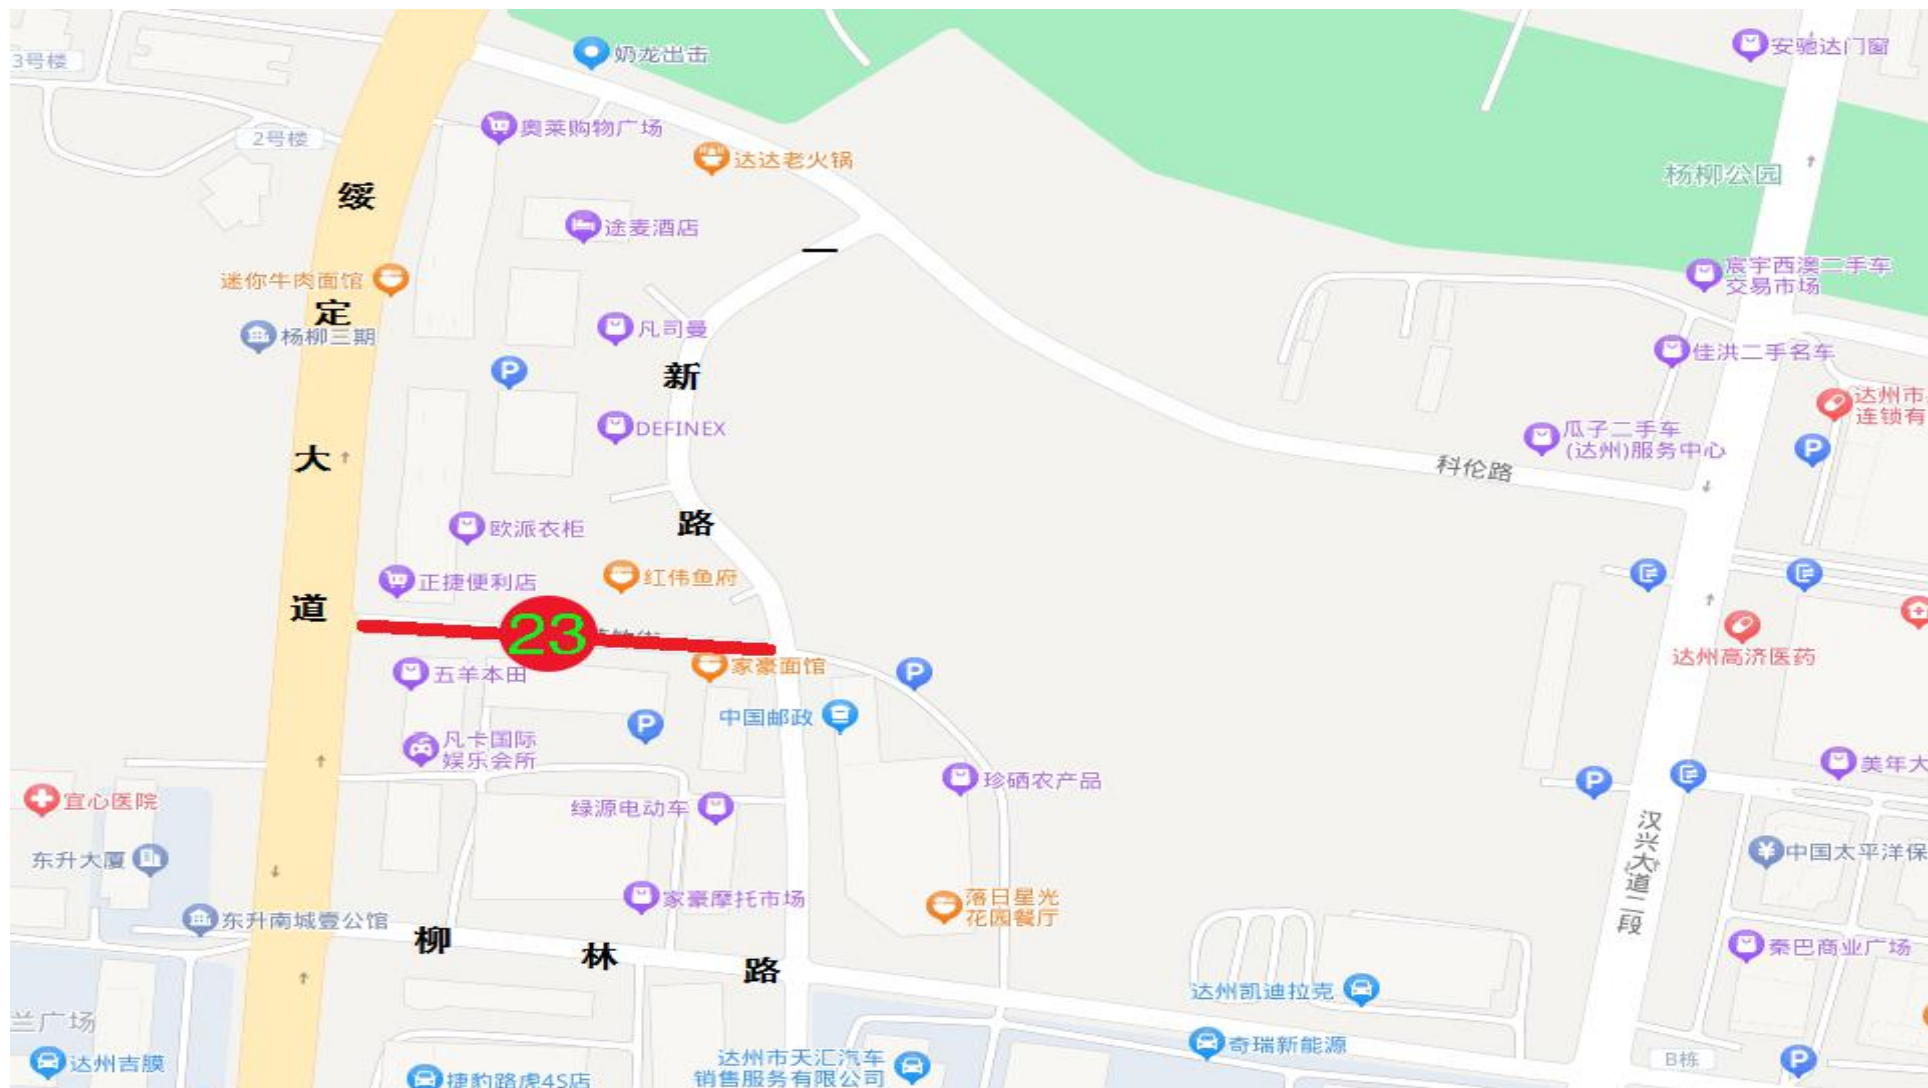 3号楼
奶龙出击
安驰达门窗
奥莱购物广场
2号楼
达达老火锅
杨柳公园
绥定大道
途麦酒店
一新路
宸宇西澳二手车
交易市场
迷你牛肉面馆
杨柳三期
凡司曼
佳洪二手名车
达州市
连锁有
P
DEFINEX
瓜子二手车
(达州)服务中心
P
科伦路
欧派衣柜
正捷便利店
红伟鱼府
23
家豪面馆
达州高济医药
五羊本田
P
中国邮政
P
凡卡国际
娱乐会所
珍硒农产品
P
美年大
宜心医院
绿源电动车
汉兴大道二段
东升大厦
中国太平洋保
家豪摩托市场
落日星光
花园餐厅
东升南城壹公馆
柳林路
秦巴商业广场
达州凯迪拉克
兰广场
奇瑞新能源
达州吉膜
达州市天汇汽车
销售服务有限公司
B栋
P
捷豹路虎4S店